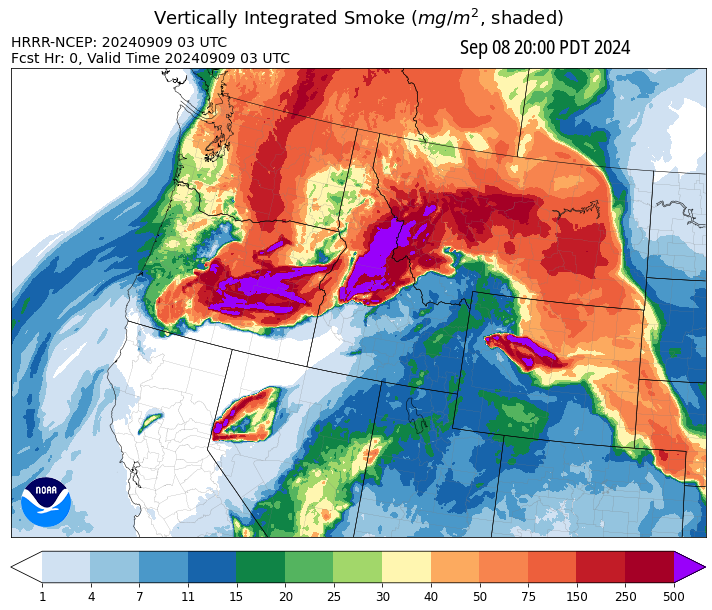 Vertically Integrated Smoke (mg/m², shaded)
HRRR-NCEP: 20240909 03 UTC
Fcst Hr: 0, Valid Time 20240909 03 UTC
Sep 08 20:00 PDT 2024
NOAA
1 4 7 11 15 20 25 30 40 50 75 150 250 500